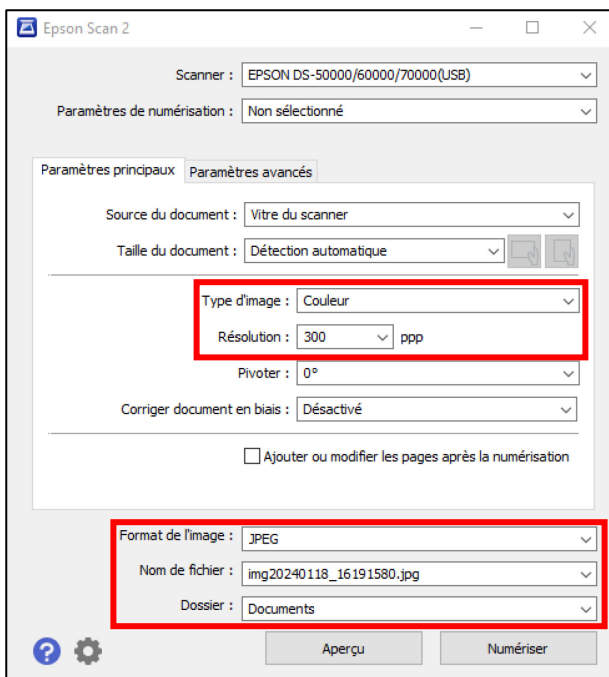 Epson Scan 2
Scanner : EPSON DS-50000/60000/70000(USB)
Paramètres de numérisation : Non sélectionné
Paramètres principaux Paramètres avancés
Source du document : Vitre du scanner
Taille du document : Détection automatique
Type d'image : Couleur
Résolution : 300 ppp
Pivoter : 0°
Corriger document en biais : Désactivé
Ajouter ou modifier les pages après la numérisation
Format de l'image : JPEG
Nom de fichier : img20240118_16191580.jpg
Dossier : Documents
? Aperçu Numériser